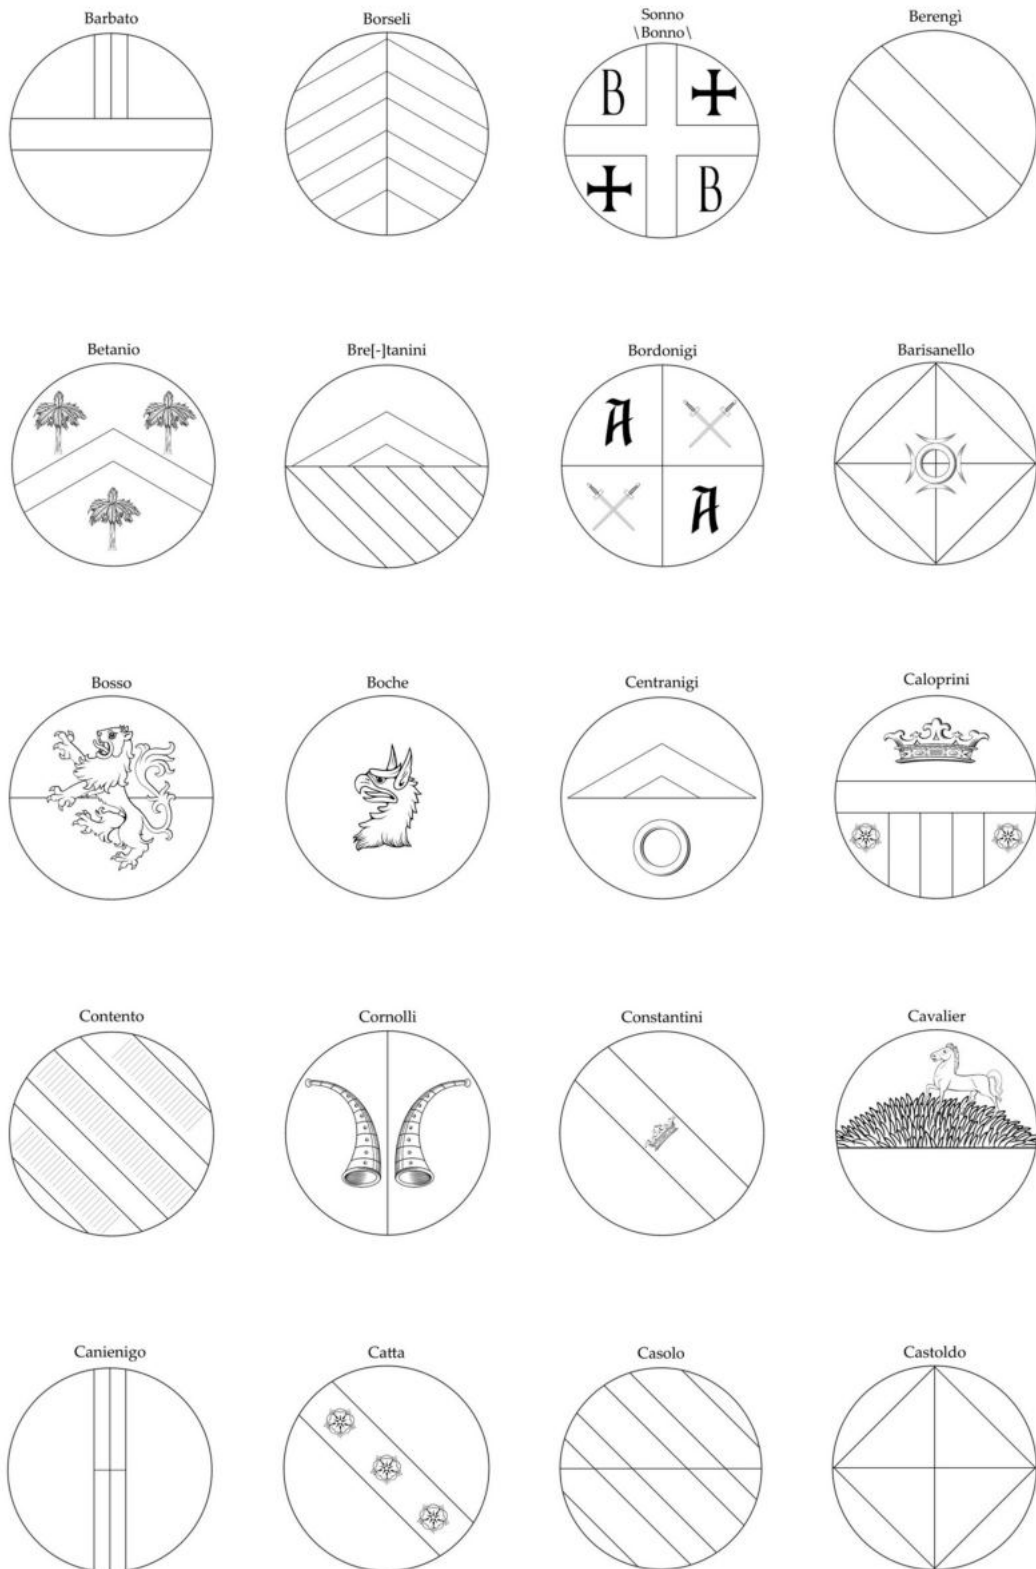 Barbato
Borseli
Sonno
\Bonno\
Berengì
B
B
Betanio
Bre[-]tanini
Bordonigi
Barisanello
A
A
Bosso
Boche
Centranigi
Caloprini
Contento
Cornolli
Constantini
Cavalier
Canienigo
Catta
Casolo
Castoldo